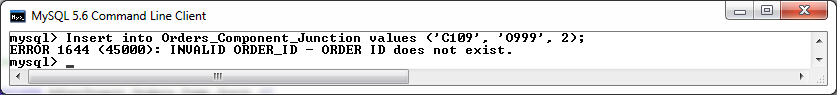 MySQL 5.6 Command Line Client
mysql> Insert into Orders_Component_Junction values ('C109', 'O999', 2);
ERROR 1644 (45000): INVALID ORDER_ID - ORDER ID does not exist.
mysql> _